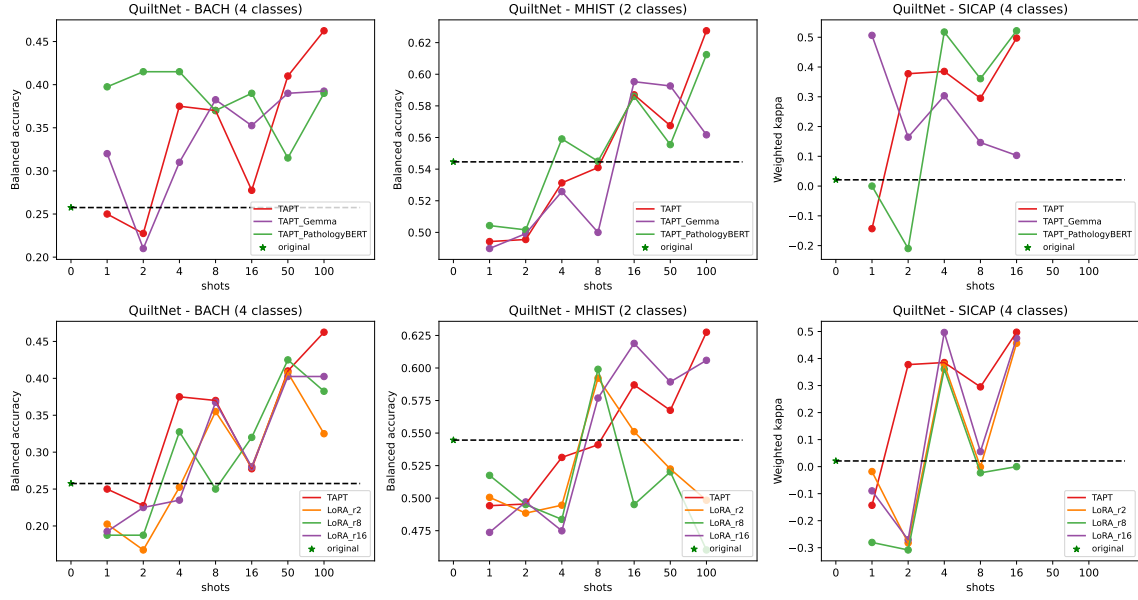 QuiltNet - BACH (4 classes)
Balanced accuracy
0.45
0.40
0.35
0.30
0.25
0.20
TAPT
TAPT_Gemma
TAPT_PathologyBERT
original
0 1 2 4 8 16 50 100
shots
QuiltNet - MHIST (2 classes)
Balanced accuracy
0.62
0.60
0.58
0.56
0.54
0.52
0.50
TAPT
TAPT_Gemma
TAPT_PathologyBERT
original
0 1 2 4 8 16 50 100
shots
QuiltNet - SICAP (4 classes)
Weighted kappa
0.5
0.4
0.3
0.2
0.1
0.0
−0.1
−0.2
TAPT
TAPT_Gemma
TAPT_PathologyBERT
original
0 1 2 4 8 16 50 100
shots
QuiltNet - BACH (4 classes)
Balanced accuracy
0.45
0.40
0.35
0.30
0.25
0.20
TAPT
LoRA_r2
LoRA_r8
LoRA_r16
original
0 1 2 4 8 16 50 100
shots
QuiltNet - MHIST (2 classes)
Balanced accuracy
0.625
0.600
0.575
0.550
0.525
0.500
0.475
TAPT
LoRA_r2
LoRA_r8
LoRA_r16
original
0 1 2 4 8 16 50 100
shots
QuiltNet - SICAP (4 classes)
Weighted kappa
0.5
0.4
0.3
0.2
0.1
0.0
−0.1
−0.2
−0.3
TAPT
LoRA_r2
LoRA_r8
LoRA_r16
original
0 1 2 4 8 16 50 100
shots